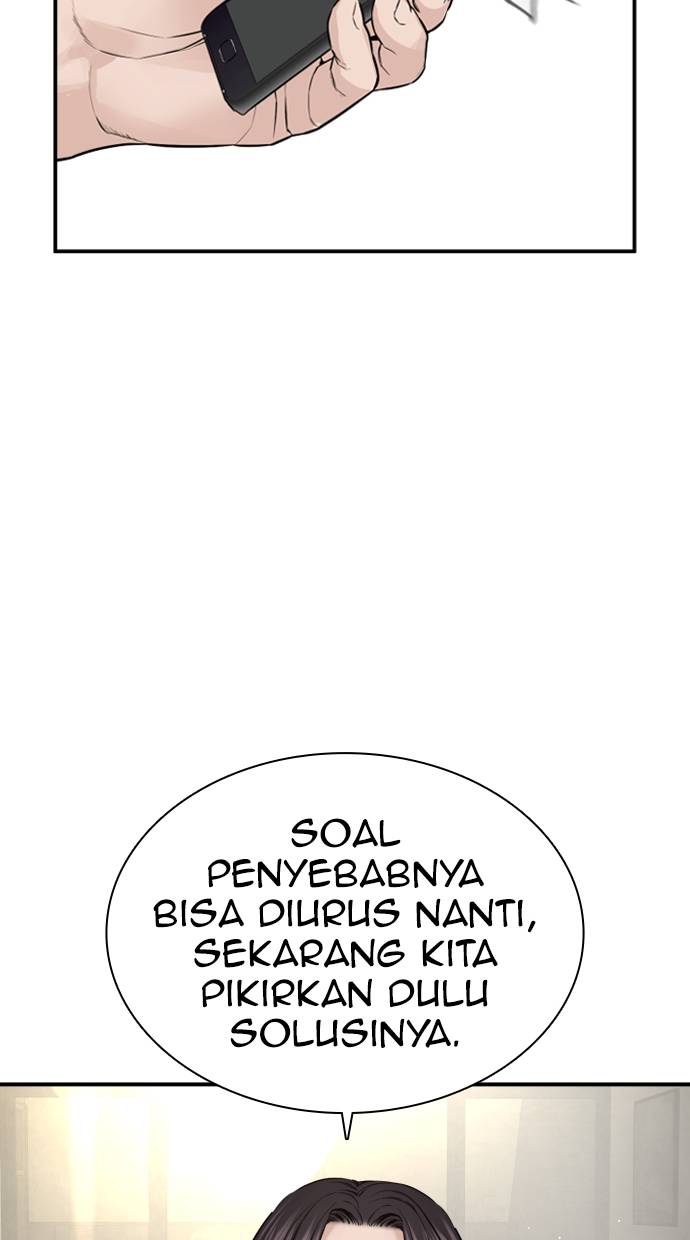 SOAL
PENYEBABNYA
BISA DIURUS NANTI,
SEKARANG KITA
PIKIRKAN DULU
SOLUSINYA.